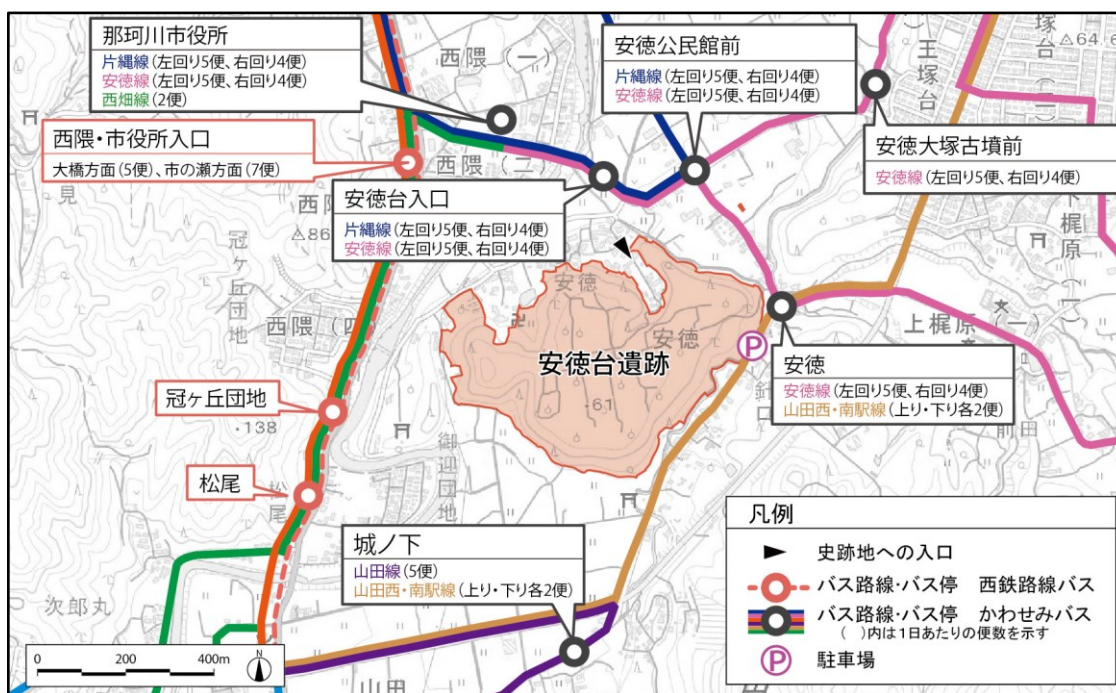 那珂川市役所
片縄線(左回り5便、右回り4便)
安徳線(左回り5便、右回り4便)
西畑線(2便)
西隈・市役所入口
大橋方面(5便)、市の瀬方面(7便)
安徳台入口
片縄線(左回り5便、右回り4便)
安徳線(左回り5便、右回り4便)
安徳公民館前
片縄線(左回り5便、右回り4便)
安徳線(左回り5便、右回り4便)
安徳大塚古墳前
安徳線(左回り5便、右回り4便)
西隈(一)
西隈(二)
王塚台
塚台(二)
△64.6
見
西隈
△86
冠ヶ丘団地
西隈(四)
安徳
安徳
安徳台遺跡
・61
下梶原
上梶原
(一)
P
安徳
安徳線(左回り5便、右回り4便)
山田西・南駅線(上り・下り各2便)
前田
冠ヶ丘団地
・138
松尾
松尾
御迎団地
城ノ下
山田線(5便)
山田西・南駅線(上り・下り各2便)
次郎丸
山田
0 200 400m
N
凡例
史跡地への入口
バス路線・バス停 西鉄路線バス
バス路線・バス停 かわせみバス
( )内は1日あたりの便数を示す
P 駐車場